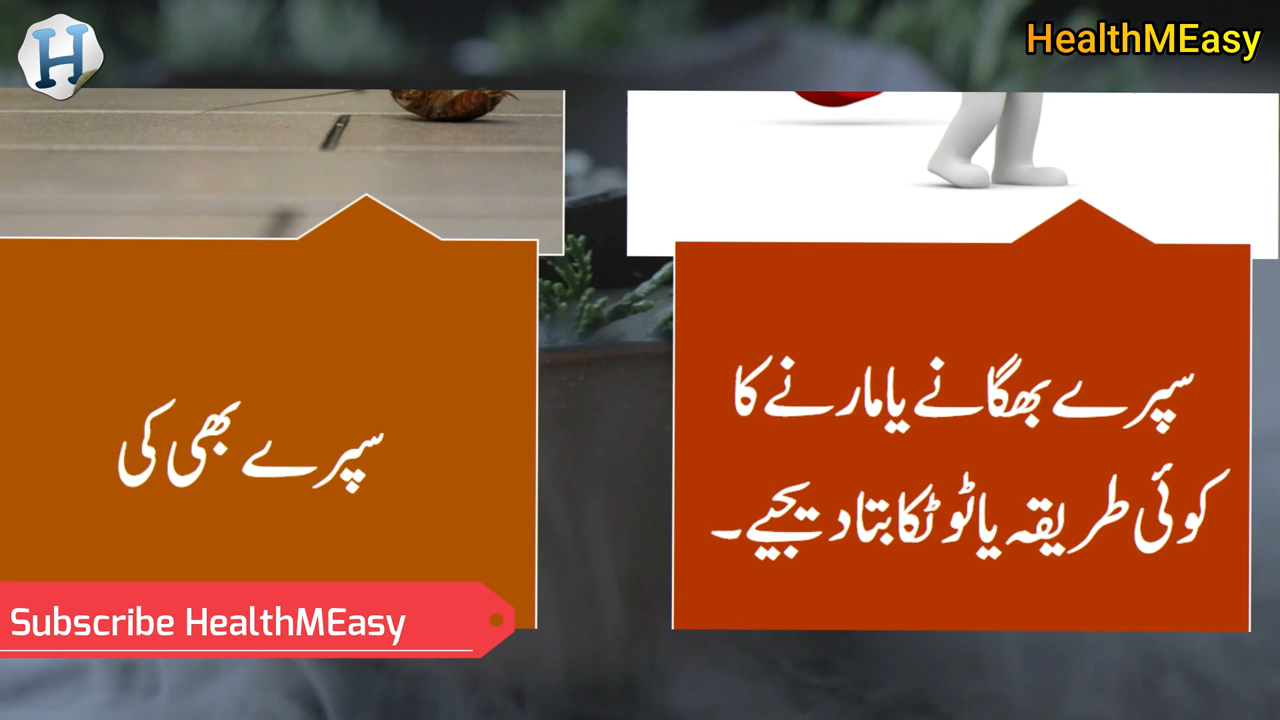 H
HealthMEasy
سپرے بھگانے یا مارنے کا
کوئی طریقہ یا ٹوٹکا بتا دیجیے۔
سپرے بھی کی
Subscribe HealthMEasy